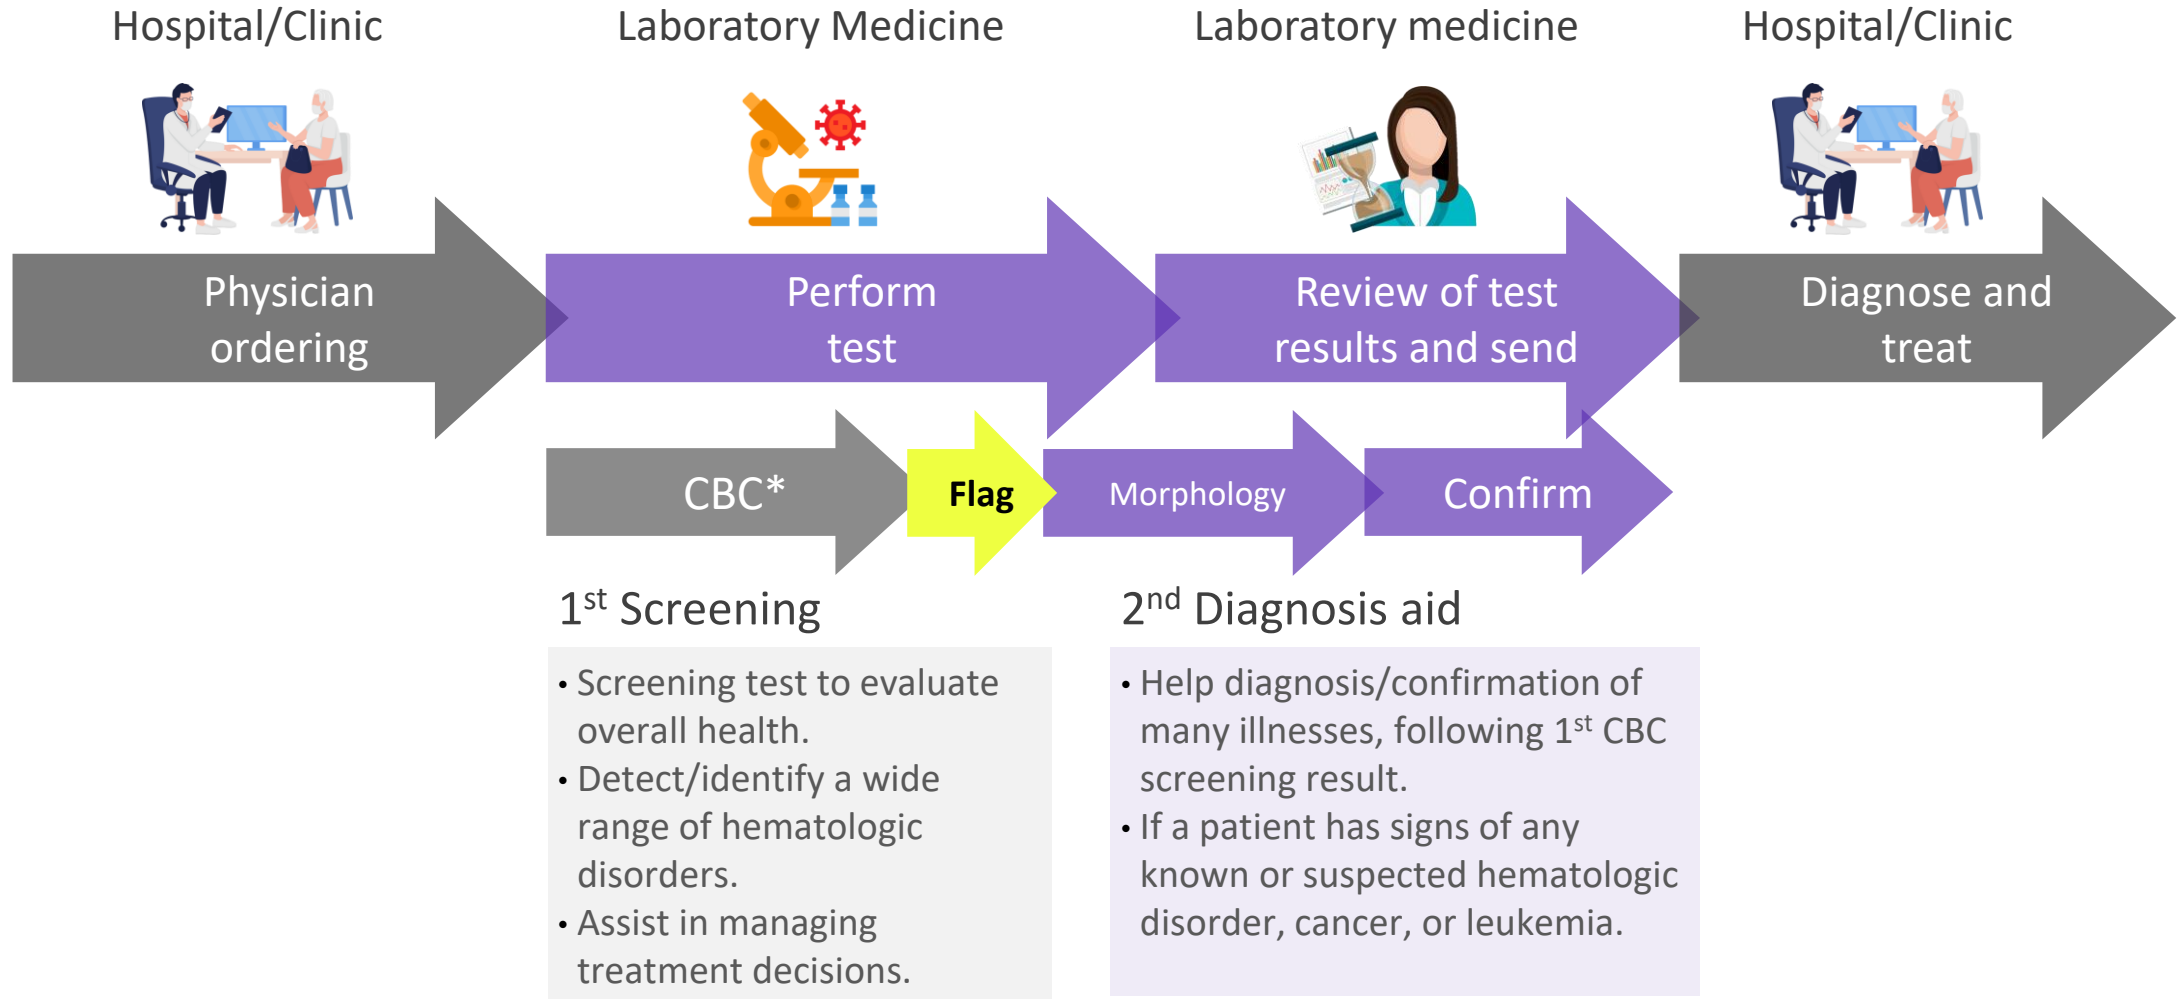 Hospital/Clinic
Laboratory Medicine
Laboratory medicine
Hospital/Clinic
Physician
ordering
Perform
test
Review of test
results and send
Diagnose and
treat
CBC*
Flag
Morphology
Confirm
1st Screening
• Screening test to evaluate
overall health.
• Detect/identify a wide
range of hematologic
disorders.
• Assist in managing
treatment decisions.
2nd Diagnosis aid
• Help diagnosis/confirmation of
many illnesses, following 1st CBC
screening result.
• If a patient has signs of any
known or suspected hematologic
disorder, cancer, or leukemia.